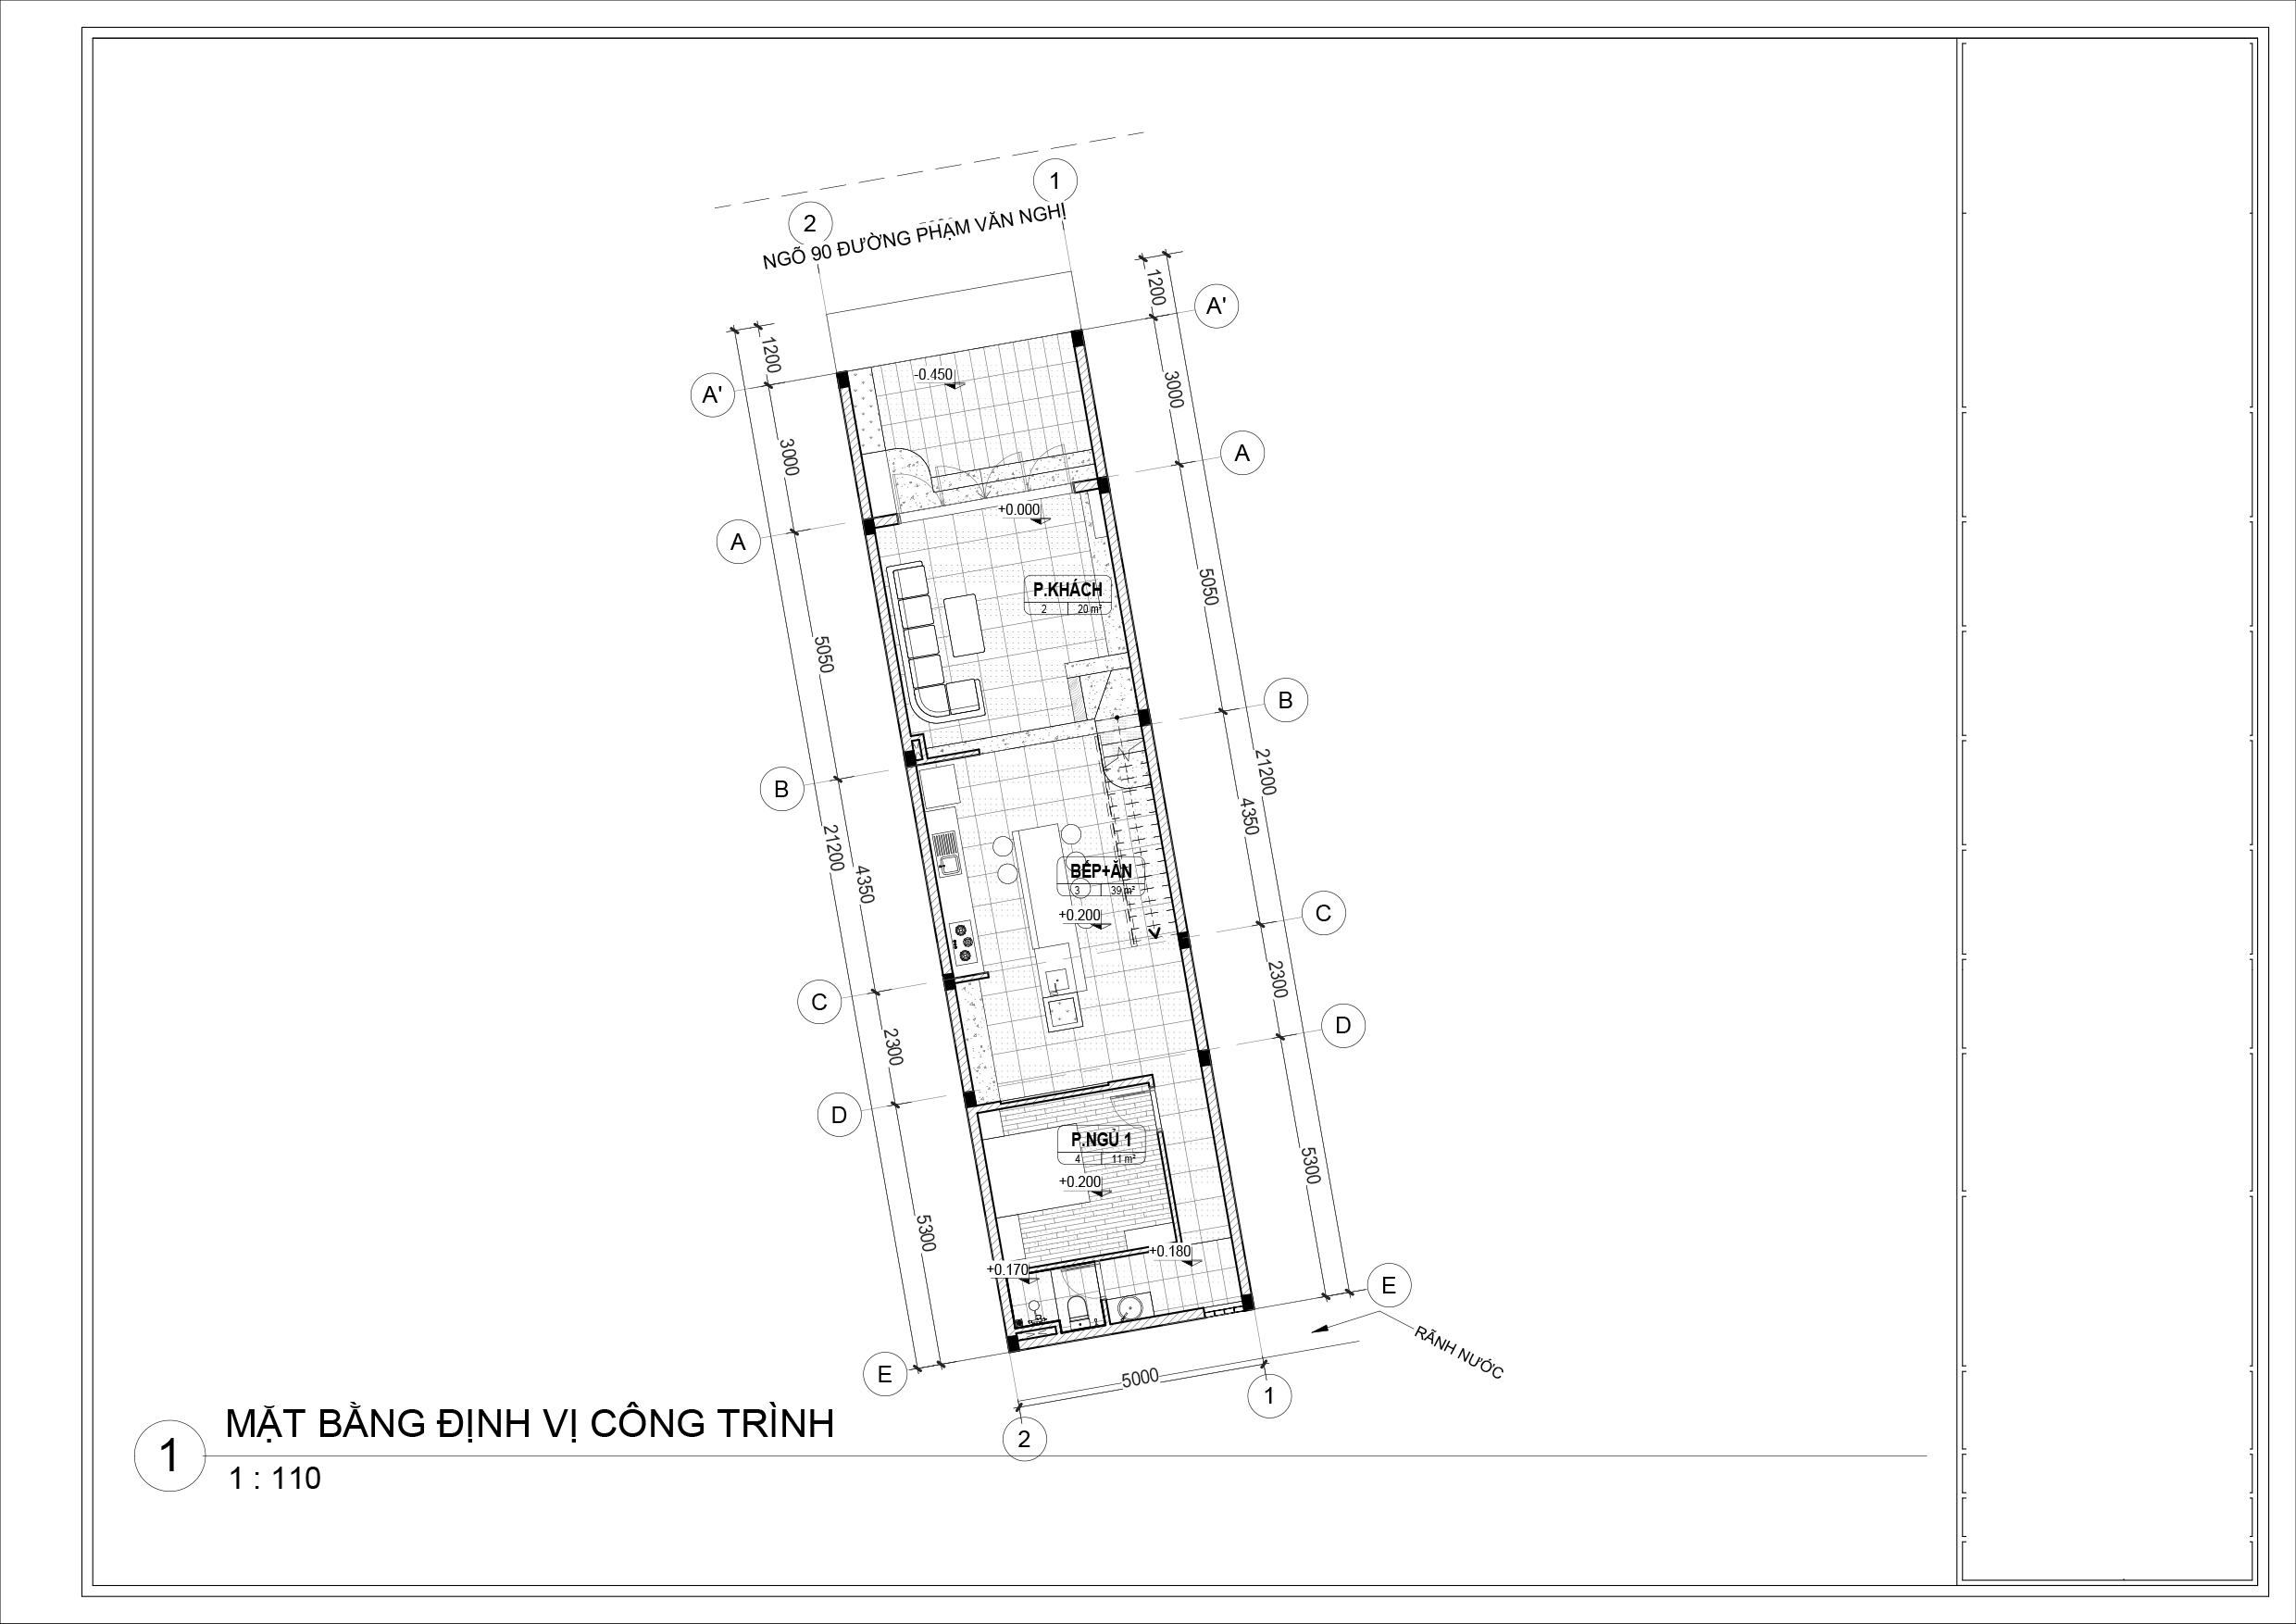 1
2
NGÕ 90 ĐƯỜNG PHẠM VĂN NGHỊ
1200
A'
1200
A'
-0.450
3000
A
3000
A
+0.000
P.KHÁCH
2 20 m²
5050
5050
B
B
21200
21200
4350
4350
BẾP+ĂN
3 39 m²
+0.200
C
C
2300
2300
D
D
P.NGỦ 1
4 11 m²
+0.200
5300
5300
+0.180
+0.170
E
E
RÃNH NƯỚC
5000
1
2
1
MẶT BẰNG ĐỊNH VỊ CÔNG TRÌNH
1 : 110